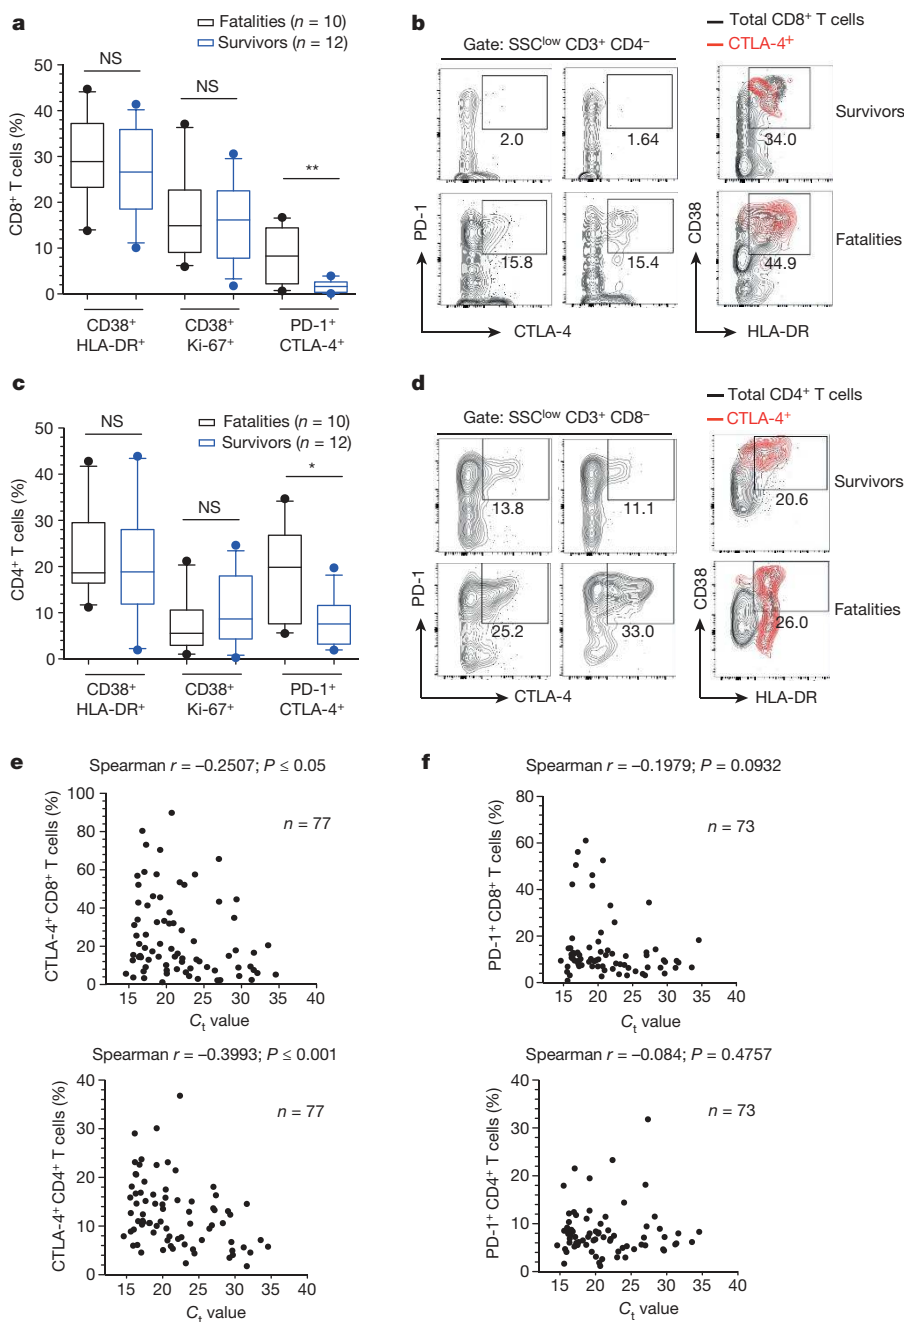 a
Fatalities (n = 10)
Survivors (n = 12)
CD8⁺ T cells (%)
50
40
30
20
10
0
NS
NS
**
CD38⁺
HLA-DR⁺
CD38⁺
Ki-67⁺
PD-1⁺
CTLA-4⁺
b
Total CD8⁺ T cells
CTLA-4⁺
Gate: SSCˡᵒʷ CD3⁺ CD4⁻
2.0
1.64
34.0
Survivors
15.8
15.4
44.9
Fatalities
PD-1
CTLA-4
CD38
HLA-DR
c
Fatalities (n = 10)
Survivors (n = 12)
CD4⁺ T cells (%)
50
40
30
20
10
0
NS
NS
*
CD38⁺
HLA-DR⁺
CD38⁺
Ki-67⁺
PD-1⁺
CTLA-4⁺
d
Total CD4⁺ T cells
CTLA-4⁺
Gate: SSCˡᵒʷ CD3⁺ CD8⁻
13.8
11.1
20.6
Survivors
25.2
33.0
26.0
Fatalities
PD-1
CTLA-4
CD38
HLA-DR
e
Spearman r = –0.2507; P ≤ 0.05
n = 77
CTLA-4⁺ CD8⁺ T cells (%)
100
80
60
40
20
0
15 20 25 30 35 40
Cₜ value
Spearman r = –0.3993; P ≤ 0.001
n = 77
CTLA-4⁺ CD4⁺ T cells (%)
40
30
20
10
0
15 20 25 30 35 40
Cₜ value
f
Spearman r = –0.1979; P = 0.0932
n = 73
PD-1⁺ CD8⁺ T cells (%)
80
60
40
20
0
15 20 25 30 35 40
Cₜ value
Spearman r = –0.084; P = 0.4757
n = 73
PD-1⁺ CD4⁺ T cells (%)
40
30
20
10
0
15 20 25 30 35 40
Cₜ value